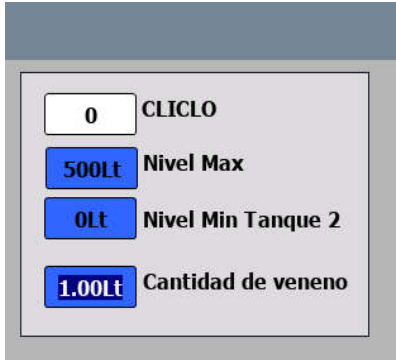 0 CLICLO
500Lt Nivel Max
0Lt Nivel Min Tanque 2
1.00Lt Cantidad de veneno